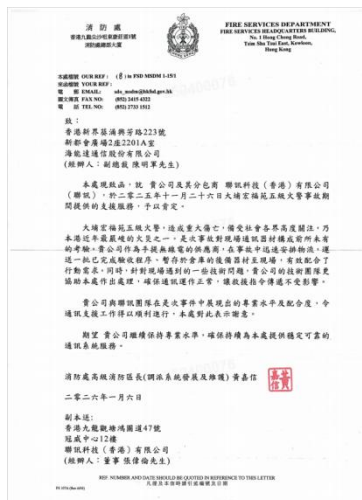 消防處
香港九龍尖沙咀東康莊道1號
消防處總部大廈
FIRE SERVICES DEPARTMENT
FIRE SERVICES HEADQUARTERS BUILDING,
No. 1 Hong Chong Road,
Tsim Sha Tsui East, Kowloon,
Hong Kong
本處檔號 OUR REF: (8) to FSD MSDM 1-15/1
來函檔號 YOUR REF:
電郵 EMAIL:
圖文傳真 FAX NO: (852) 2415 4322
電話 TEL NO: (852) 2733 1512
致:
香港新界葵涌興芳路223號
新都會廣場2座2201A室
海能達通信股份有限公司
(經辦人: 副總裁 陳明軍先生)
本處現致函,就 貴公司及其分包商 聯訊科技(香港)有限公司
(聯訊),於二零二五年十一月二十六日大埔宏福苑五級火警事故期
間提供的支援服務,予以肯定。
大埔宏福苑五級火警,造成重大傷亡,備受社會各界高度關注,乃
本港近年最嚴峻的火災之一。是次事故對現場通訊器材構成前所未有
的考驗。貴公司作為手提無線電的供應商,在事故中迅速安排物流,運
送一批已完成驗收程序、暫存於倉庫的後備器材至現場,有效配合了
行動需求。同時,針對現場遇到的一些技術問題,貴公司的技術團隊更
協助本處作出處理,確保通訊運作正常,讓救援指令傳遞不受影響。
貴公司與聯訊團隊在是次事件中展現出的專業水平及配合度,令
通訊支援工作得以順利進行,本處對此表示謝意。
期望 貴公司繼續保持專業水準,確保持續為本處提供穩定可靠的
通訊系統服務。
消防處高級消防區長(調派系統發展及維護) 黃嘉信
二零二六年一月六日
副本送:
香港九龍觀塘鴻圖道47號
冠威中心12樓
聯訊科技(香港)有限公司
(經辦人: 董事 張偉倫先生)
REF. NUMBER AND DATE SHOULD BE QUOTED IN REFERENCE TO THIS LETTER
凡提及本信時請引述編號及日期